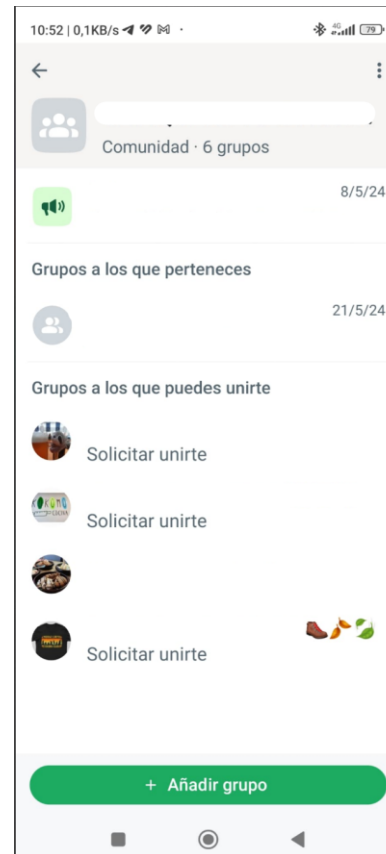 10:52 | 0,1KB/s
4G
79
Comunidad · 6 grupos
8/5/24
Grupos a los que perteneces
21/5/24
Grupos a los que puedes unirte
Solicitar unirte
Solicitar unirte
Solicitar unirte
+ Añadir grupo